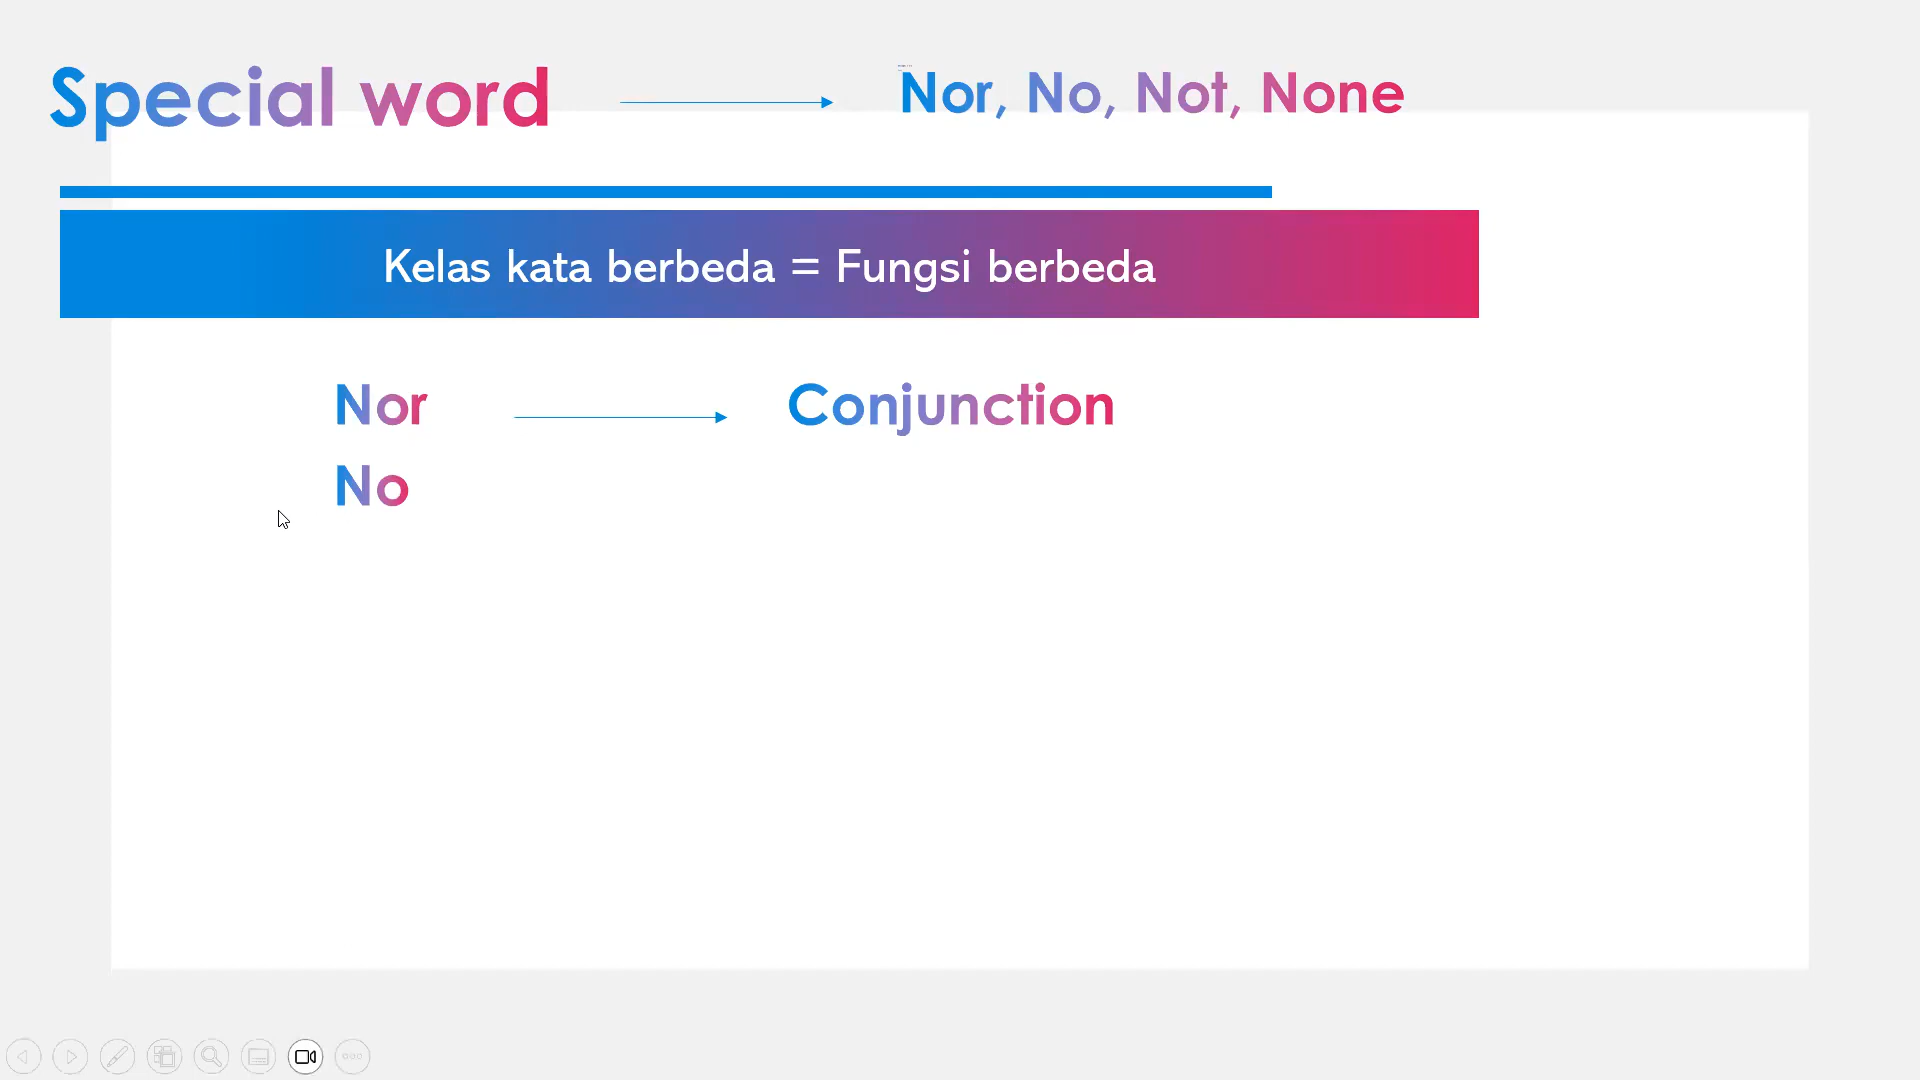 Special word
Nor, No, Not, None
Kelas kata berbeda = Fungsi berbeda
Nor
Conjunction
No